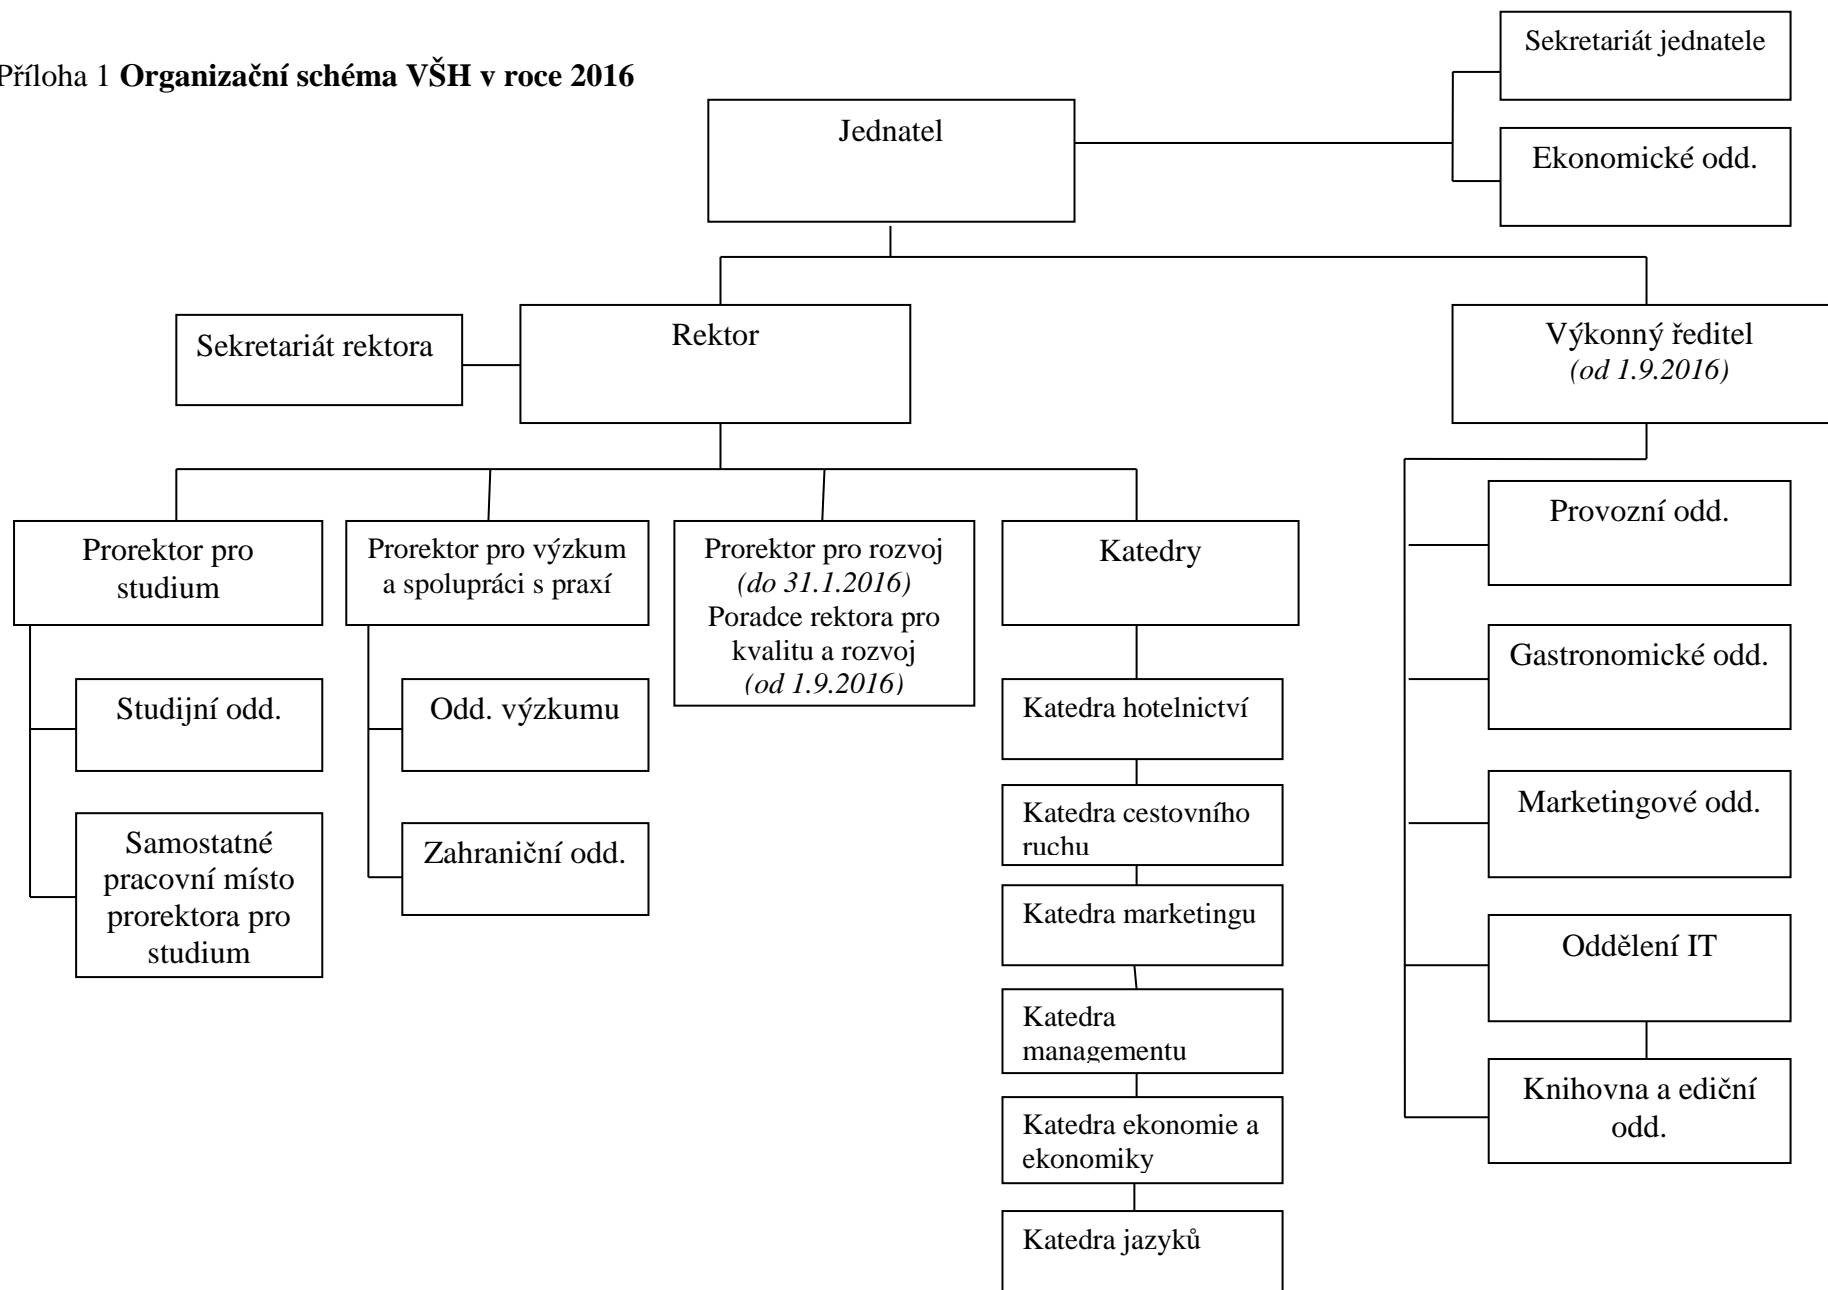 Příloha 1 Organizační schéma VŠH v roce 2016
Sekretariát jednatele
Jednatel
Ekonomické odd.
Sekretariát rektora
Rektor
Výkonný ředitel
(od 1.9.2016)
Prorektor pro
studium
Prorektor pro výzkum
a spolupráci s praxí
Prorektor pro rozvoj
(do 31.1.2016)
Poradce rektora pro
kvalitu a rozvoj
(od 1.9.2016)
Katedry
Studijní odd.
Samostatné
pracovní místo
prorektora pro
studium
Odd. výzkumu
Zahraniční odd.
Katedra hotelnictví
Katedra cestovního
ruchu
Katedra marketingu
Katedra
managementu
Katedra ekonomie a
ekonomiky
Katedra jazyků
Provozní odd.
Gastronomické odd.
Marketingové odd.
Oddělení IT
Knihovna a ediční
odd.